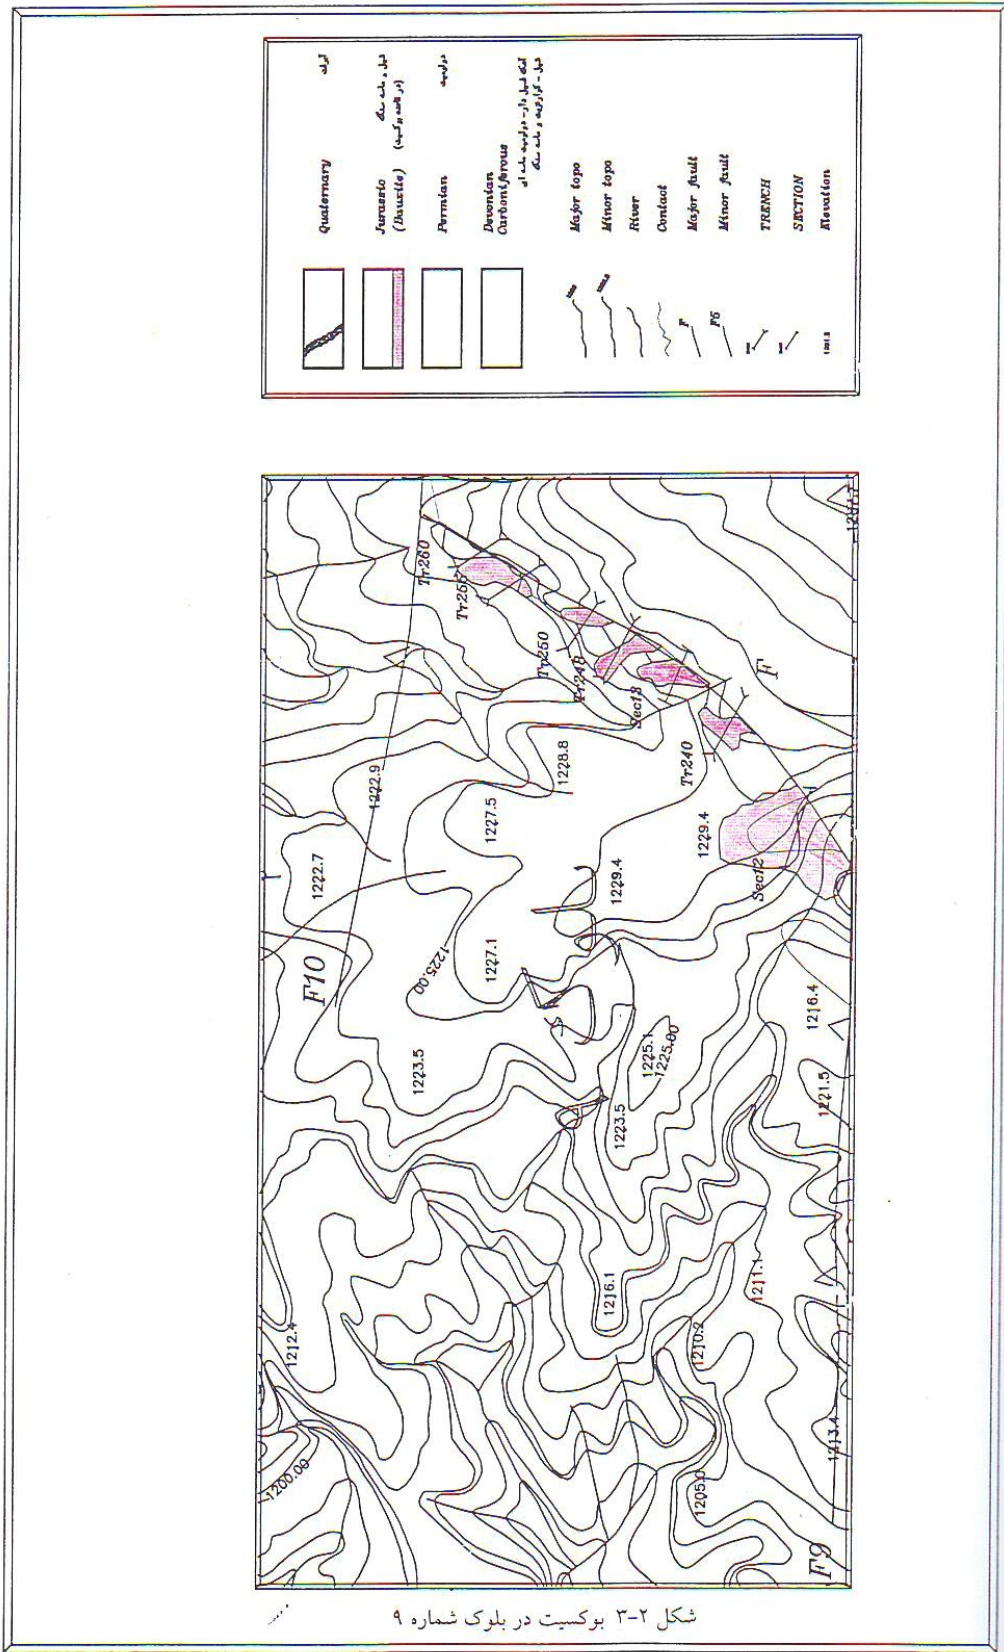 Quaternary
آبرفت
Jurassic
(Bauxite)
شیل و ماسه سنگ
(در قاعده بوکسیت)
Permian
دولومیت
Devonian
Carboniferous
Major topo
Minor topo
River
Contact
F
Major fault
F5
Minor fault
TRENCH
SECTION
Elevation
Tr260
Tr255
Tr250
Tr248
Sec13
Tr240
Sec12
F
F10
F9
1222.9
1228.8
1227.5
1222.7
1229.4
1229.4
1227.1
1225.00
1223.5
1225.1
1225.00
1223.5
1216.4
1221.5
1216.1
1211.1
1210.2
1212.4
1213.4
1205.0
1200.00
شکل ۲-۳ بوکسیت در بلوک شماره ۹